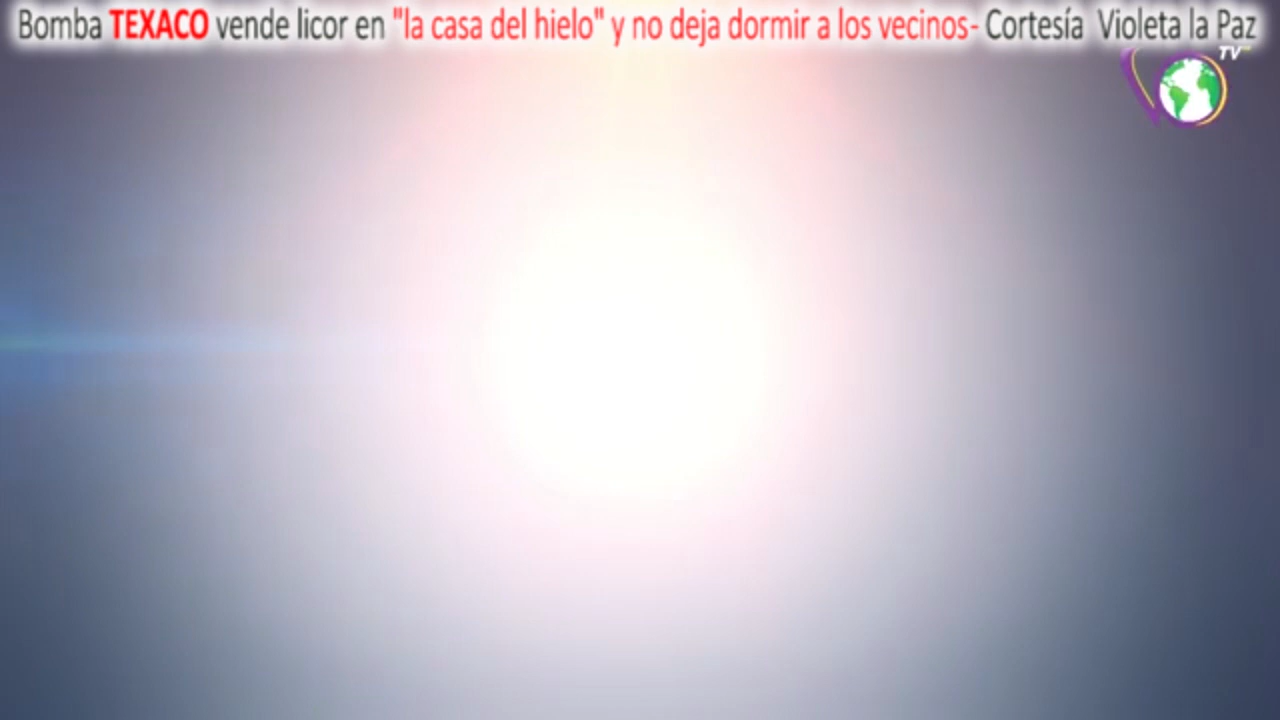 Bomba TEXACO vende licor en "la casa del hielo" y no deja dormir a los vecinos- Cortesía Violeta la Paz
TV